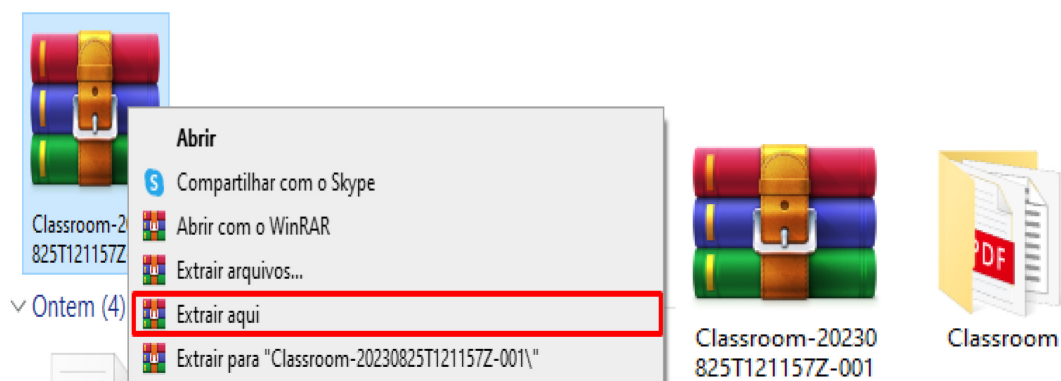 Classroom-20
825T121157Z
Ontem (4)
Abrir
Compartilhar com o Skype
Abrir com o WinRAR
Extrair arquivos...
Extrair aqui
Extrair para "Classroom-20230825T121157Z-001\"
Classroom-20230
825T121157Z-001
PDF
Classroom